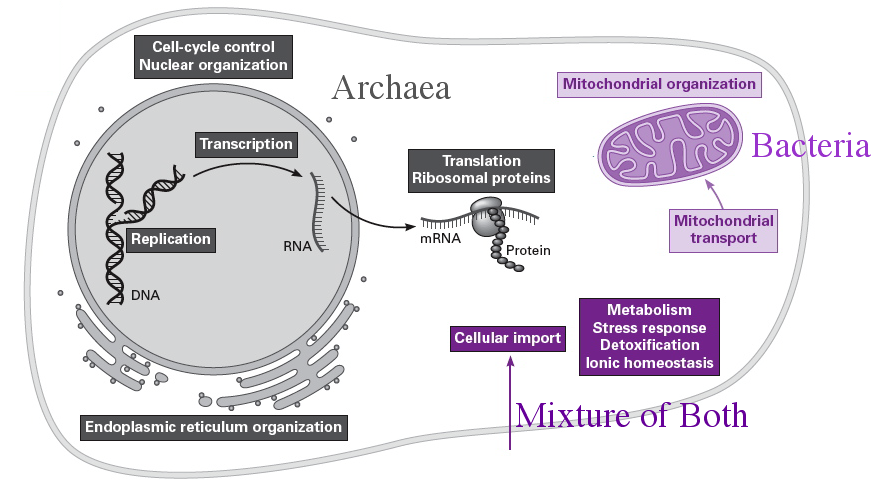 Cell-cycle control
Nuclear organization
Archaea
Mitochondrial organization
Transcription
Translation
Ribosomal proteins
Bacteria
Replication
RNA
mRNA
Protein
Mitochondrial
transport
DNA
Cellular import
Metabolism
Stress response
Detoxification
Ionic homeostasis
Mixture of Both
Endoplasmic reticulum organization